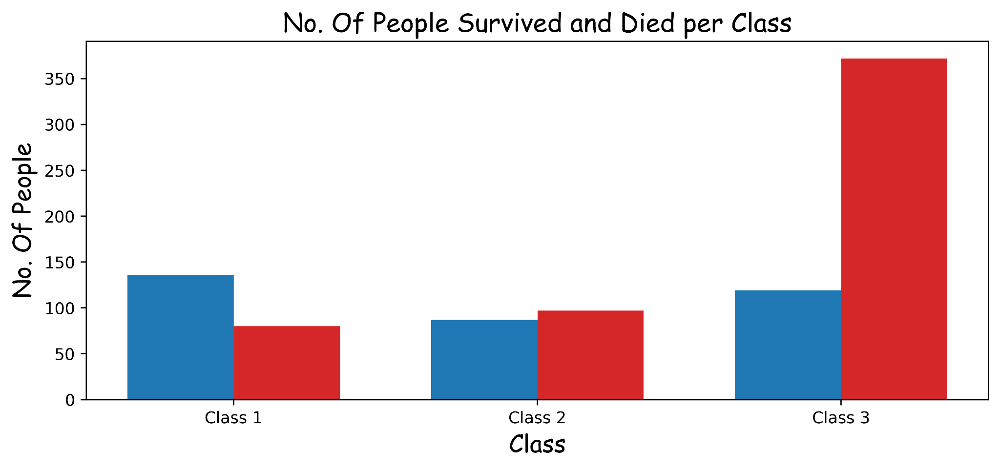 No. Of People Survived and Died per Class
No. Of People
350
300
250
200
150
100
50
0
Class 1 Class 2 Class 3
Class